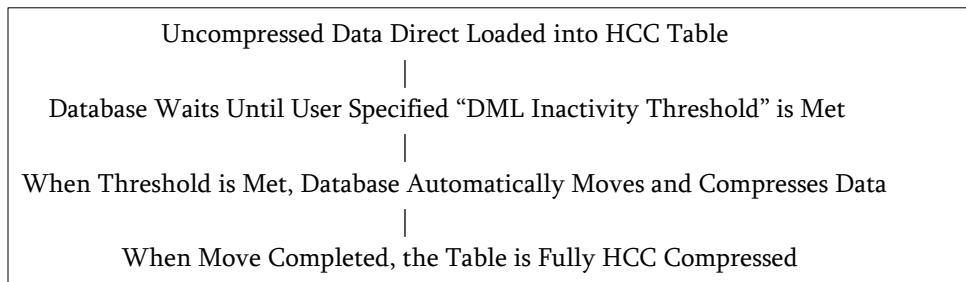 Uncompressed Data Direct Loaded into HCC Table
Database Waits Until User Specified “DML Inactivity Threshold” is Met
When Threshold is Met, Database Automatically Moves and Compresses Data
When Move Completed, the Table is Fully HCC Compressed